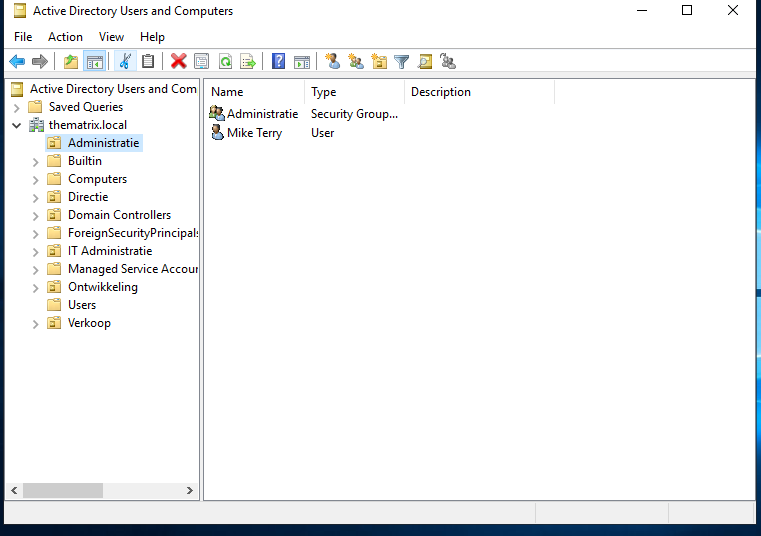 Active Directory Users and Computers
File Action View Help
Active Directory Users and Com
Saved Queries
thematrix.local
Administratie
Builtin
Computers
Directie
Domain Controllers
ForeignSecurityPrincipals
IT Administratie
Managed Service Accour
Ontwikkeling
Users
Verkoop
Name Type Description
Administratie Security Group...
Mike Terry User